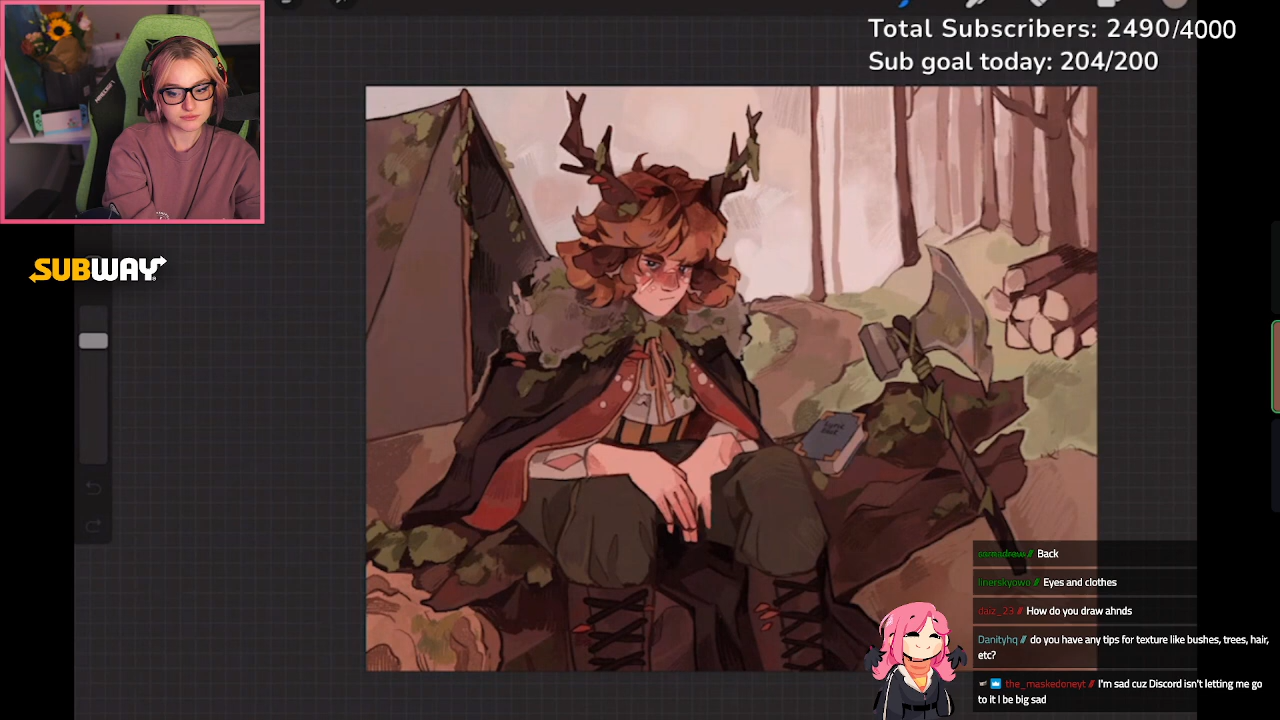 Total Subscribers: 2490/4000
Sub goal today: 204/200
MINECRAFT
SUBWAY
Back
linerskyowo // Eyes and clothes
daiz_23 // How do you draw ahnds
Danityhq // do you have any tips for texture like bushes, trees, hair,
etc?
the_maskedoneyt // I'm sad cuz Discord isn't letting me go
to it I be big sad